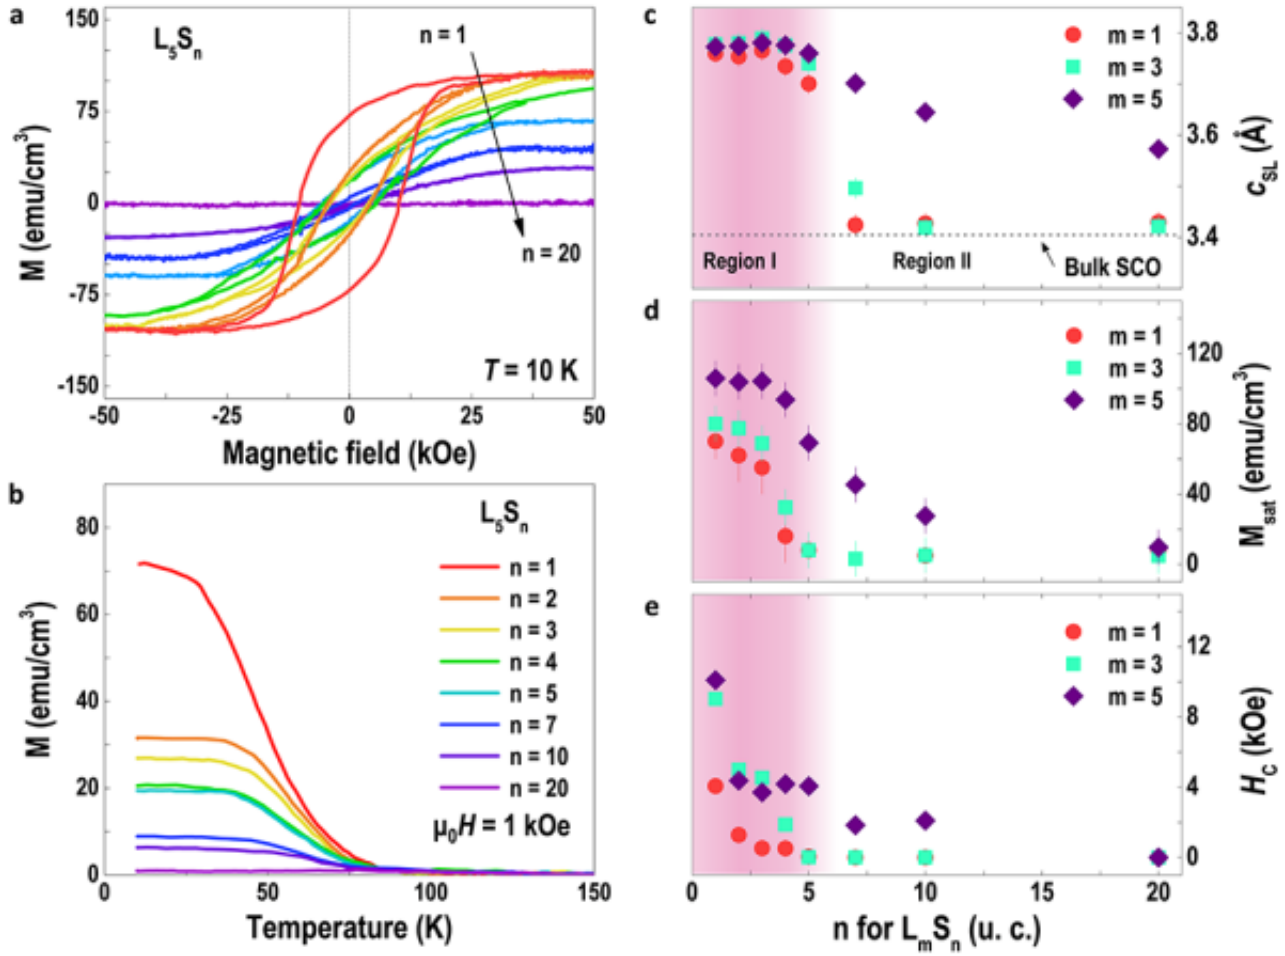 a
150
75
0
-75
-150
M (emu/cm³)
L₅Sₙ
n = 1
n = 20
T = 10 K
-50 -25 0 25 50
Magnetic field (kOe)
b
80
60
40
20
0
M (emu/cm³)
L₅Sₙ
n = 1
n = 2
n = 3
n = 4
n = 5
n = 7
n = 10
n = 20
μ₀H = 1 kOe
0 50 100 150
Temperature (K)
c
m = 1
m = 3
m = 5
3.8
3.6
3.4
c_SL (Å)
Region I
Region II
Bulk SCO
d
m = 1
m = 3
m = 5
120
80
40
0
M_sat (emu/cm³)
e
m = 1
m = 3
m = 5
12
8
4
0
H_C (kOe)
0 5 10 15 20
n for LₘSₙ (u. c.)